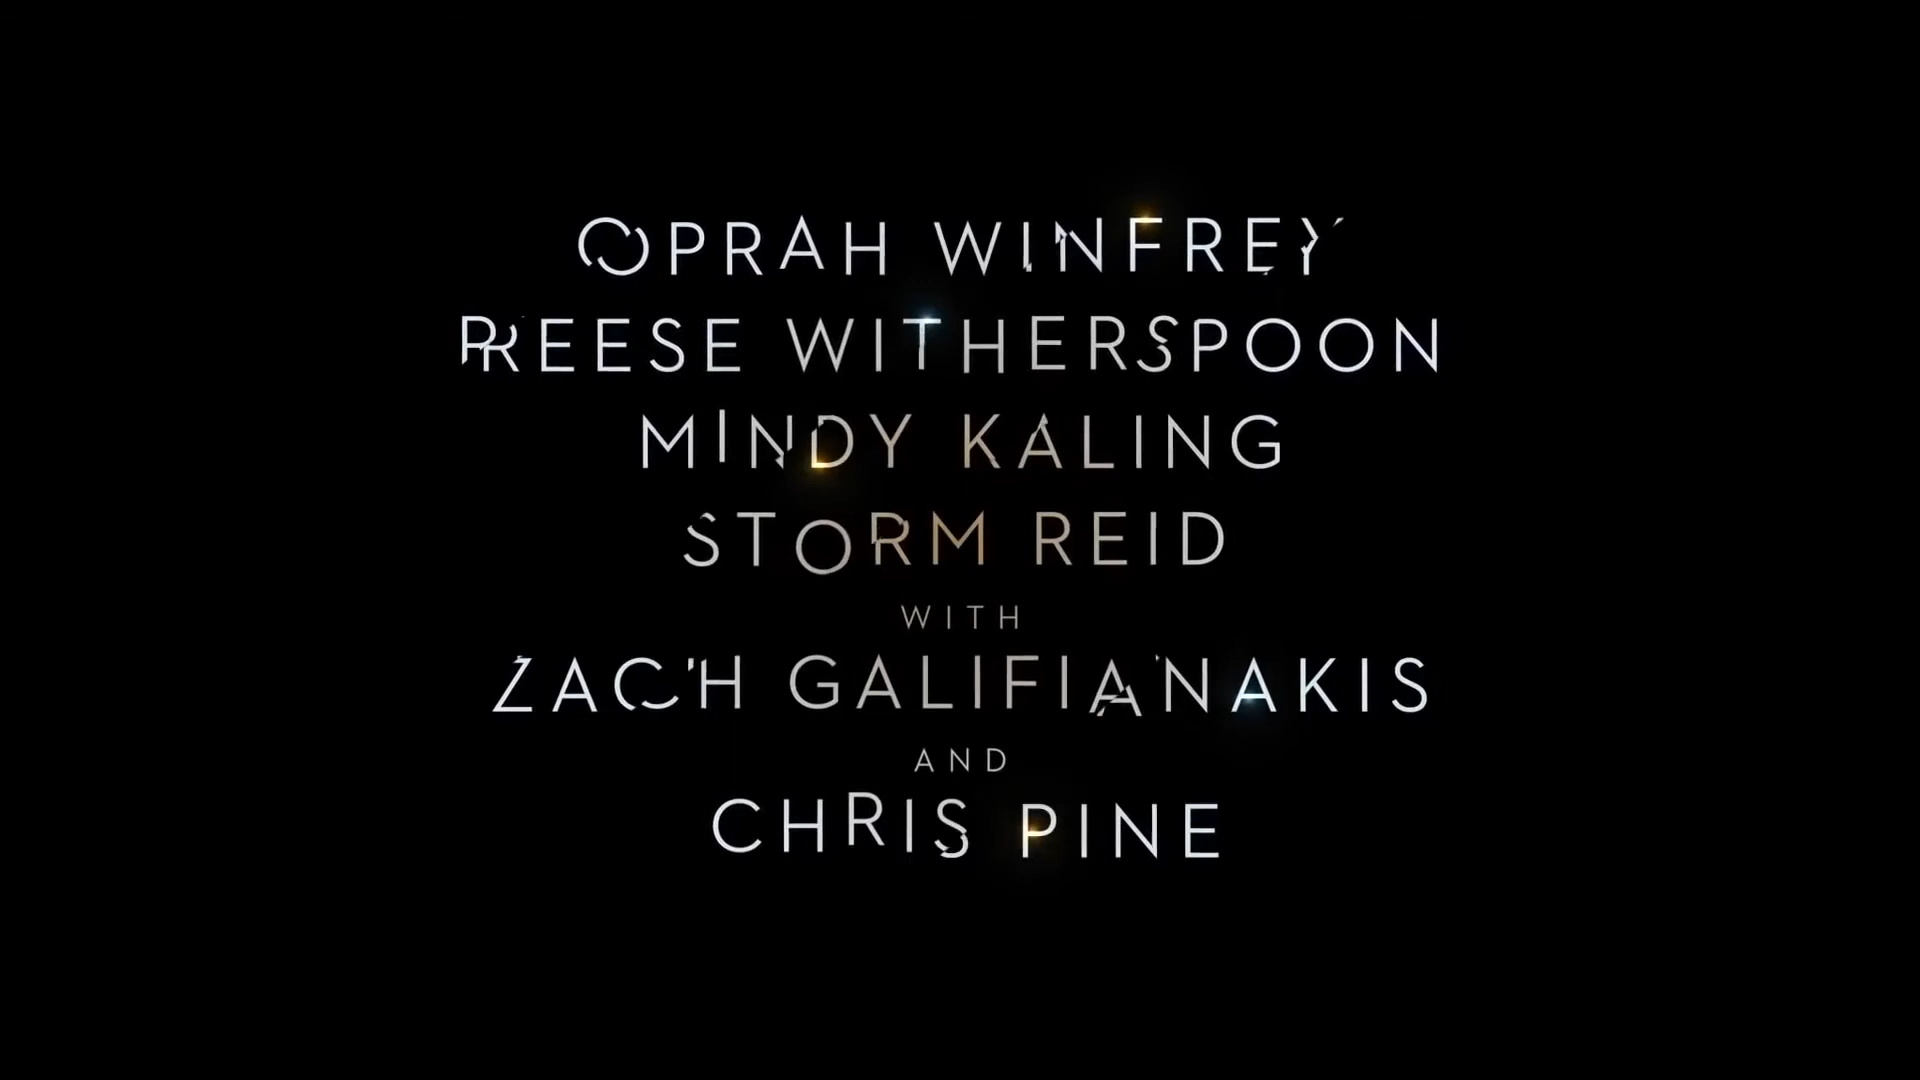 OPRAH WINFREY
REESE WITHERSPOON
MINDY KALING
STORM REID
WITH
ZACH GALIFIANAKIS
AND
CHRIS PINE